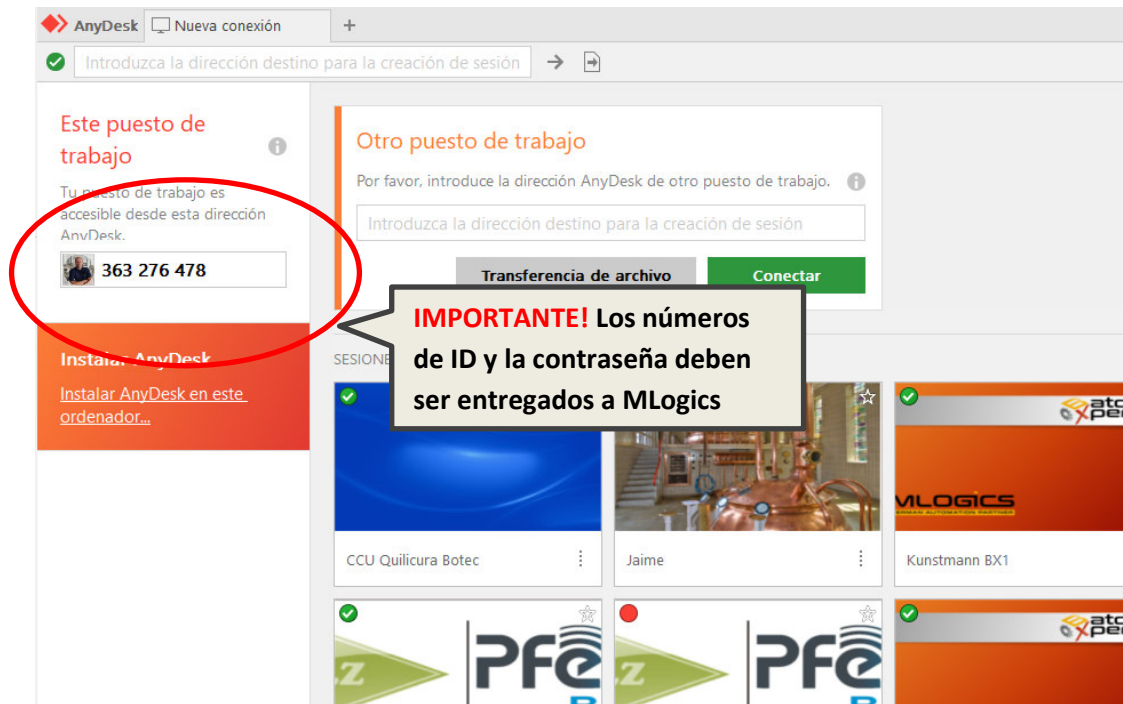 AnyDesk
Nueva conexión
+
Introduzca la dirección destino para la creación de sesión
Este puesto de
trabajo
Tu puesto de trabajo es
accesible desde esta dirección
AnyDesk.
363 276 478
Instalar AnyDesk
Instalar AnyDesk en este
ordenador...
Otro puesto de trabajo
Por favor, introduce la dirección AnyDesk de otro puesto de trabajo.
Introduzca la dirección destino para la creación de sesión
Transferencia de archivo
Conectar
IMPORTANTE! Los números
de ID y la contraseña deben
ser entregados a MLogics
MLOGICS
GERMAN AUTOMATION PARTNER
CCU Quilicura Botec
Jaime
Kunstmann BX1